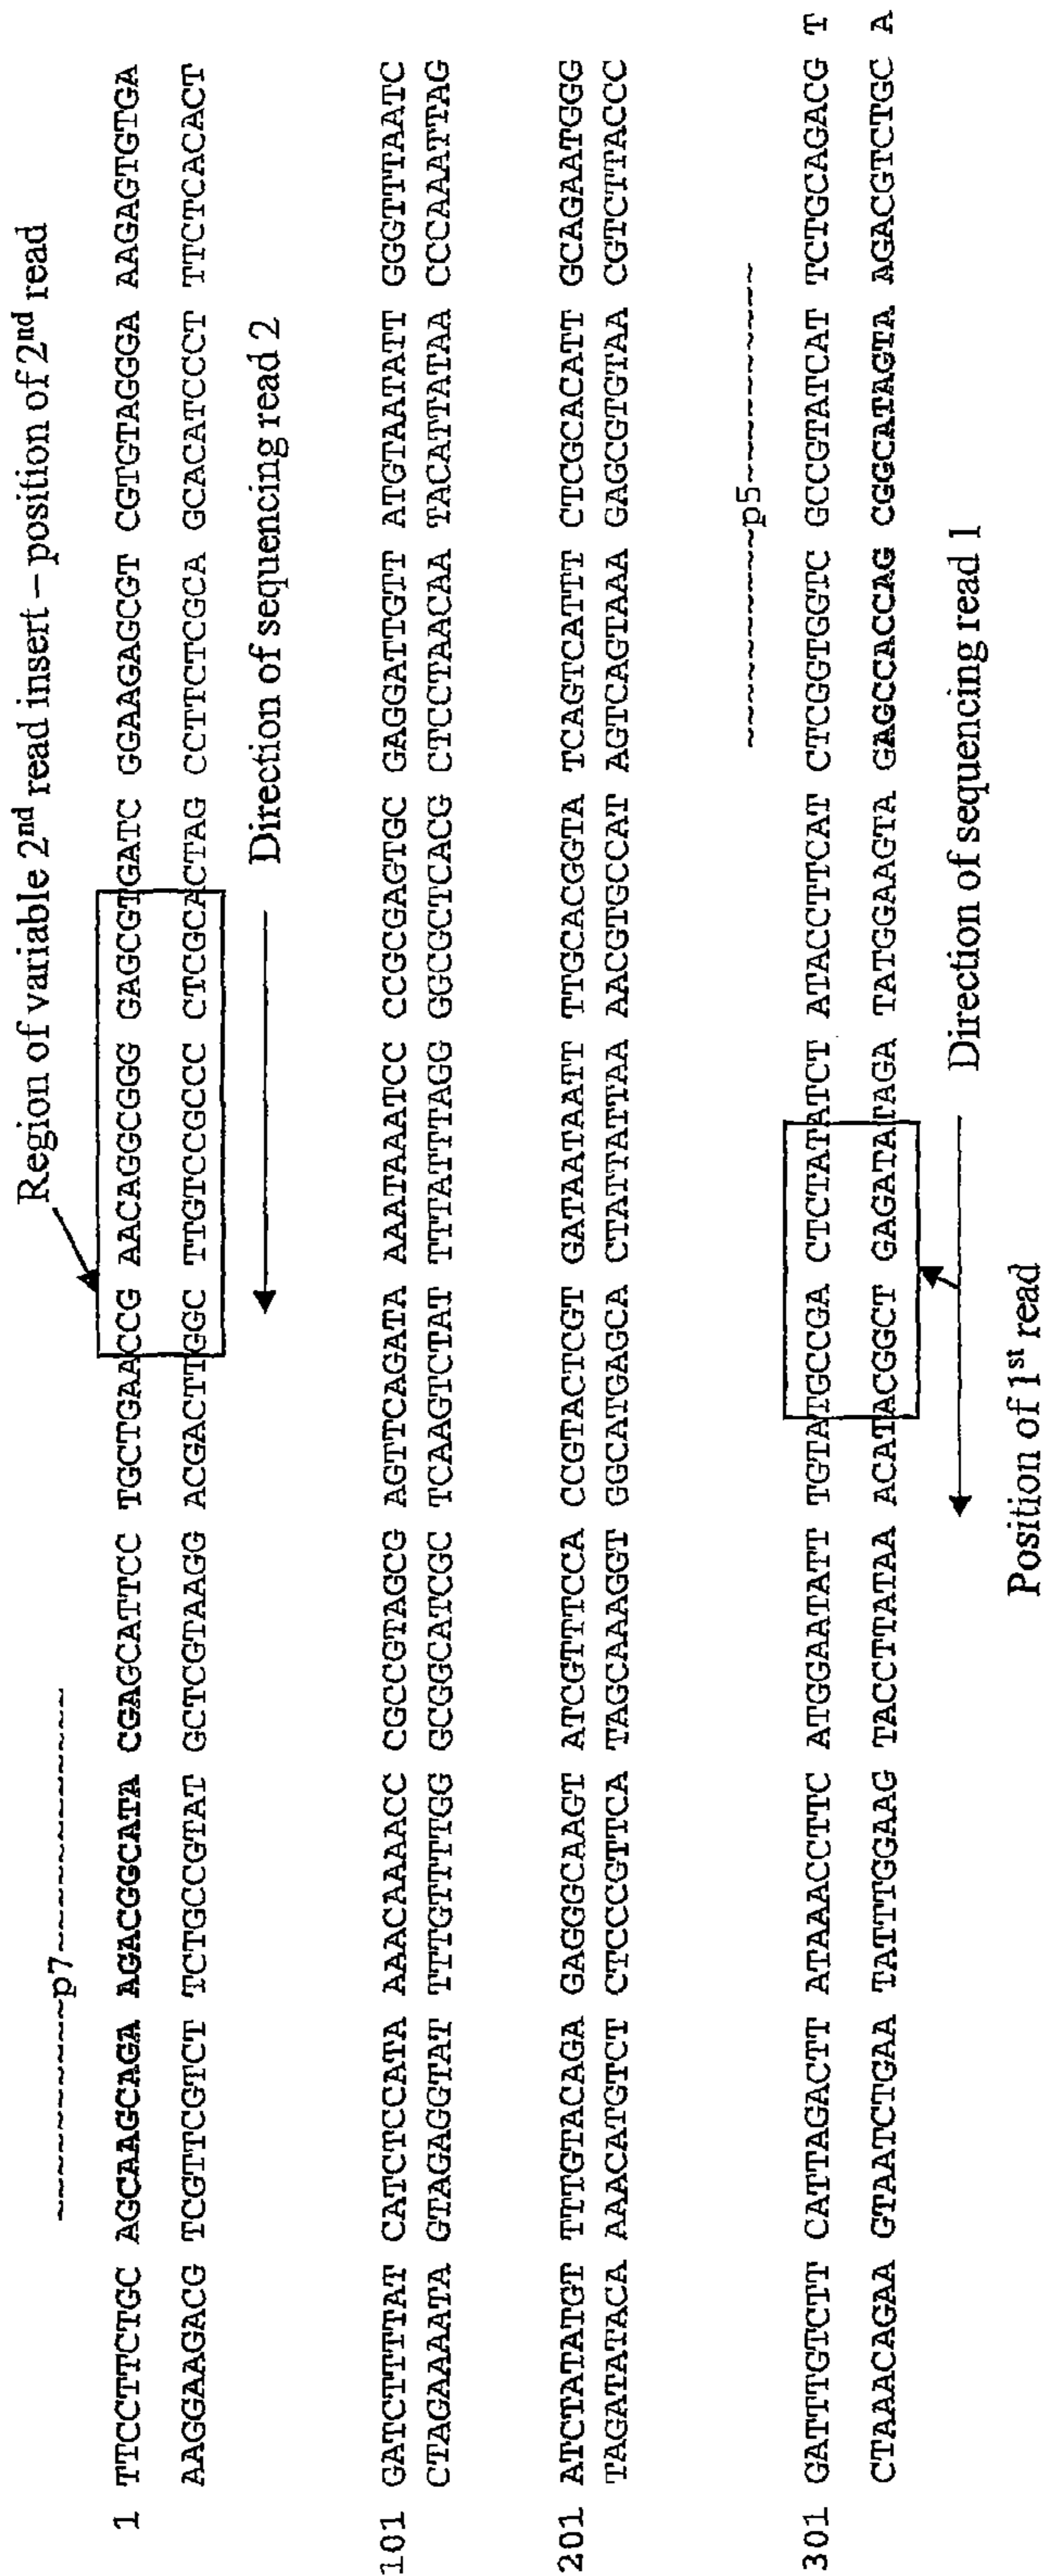 Region of variable 2nd read insert – position of 2nd read
~~~~~~~~~p7~~~~~~~~~~~~~~
1 TTCCTTCTGC AGCAAGCAGA AGACGGCATA CGAGCATTCC TGCTGAACCG AACAGGCGGG GAGCGTGATC GGAAGAGCGT CGTGTAGGGA AAGAGTGTGA
AAGGAAGACG TCGTTCGTCT TCTGCCGTAT GCTCGTAAGG ACGACTTGGC TTGTCCGCCC CTCGCACTAG CCTTCTCGCA GCACATCCCT TTCTCACACT
Direction of sequencing read 2
101 GATCTTTTAT CATCTCCATA AAACAAAACC CGCCGTAGCG AGTTCAGATA AAATAAATCC CCGCGAGTGC GAGGATTGTT ATGTAATATT GGGTTTAATC
CTAGAAAATA GTAGAGGTAT TTTGTTTTGG GCGGCATCGC TCAAGTCTAT TTTATTTAGG GGCGCTCACG CTCCTAACAA TACATTATAA CCCAAATTAG
201 ATCTATATGT TTTGTACAGA GAGGGCAAGT ATCGTTTCCA CCGTACTCGT GATAATAATT TTGCACGGTA TCAGTCATTT CTCGCACATT GCAGAATGGG
TAGATATACA AAACATGTCT CTCCCGTTCA TAGCAAAGGT GGCATGAGCA CTATTATTAA AACGTGCCAT AGTCAGTAAA GAGCGTGTAA CGTCTTACCC
~~~~~~~~~p5~~~~~~~~~
301 GATTTGTCTT CATTAGACTT ATAAACCTTC ATGGAATATT TGTATGCCGA CTCTATATCT ATACCTTCAT CTCGGTGGTC GCCGTATCAT TCTGCAGACG T
CTAAACAGAA GTAATCTGAA TATTTGGAAG TACCTTATAA ACATACGGCT GAGATATAGA TATGGAAGTA GAGCCACCAG CGGCATAGTA AGACGTCTGC A
Direction of sequencing read 1
Position of 1st read